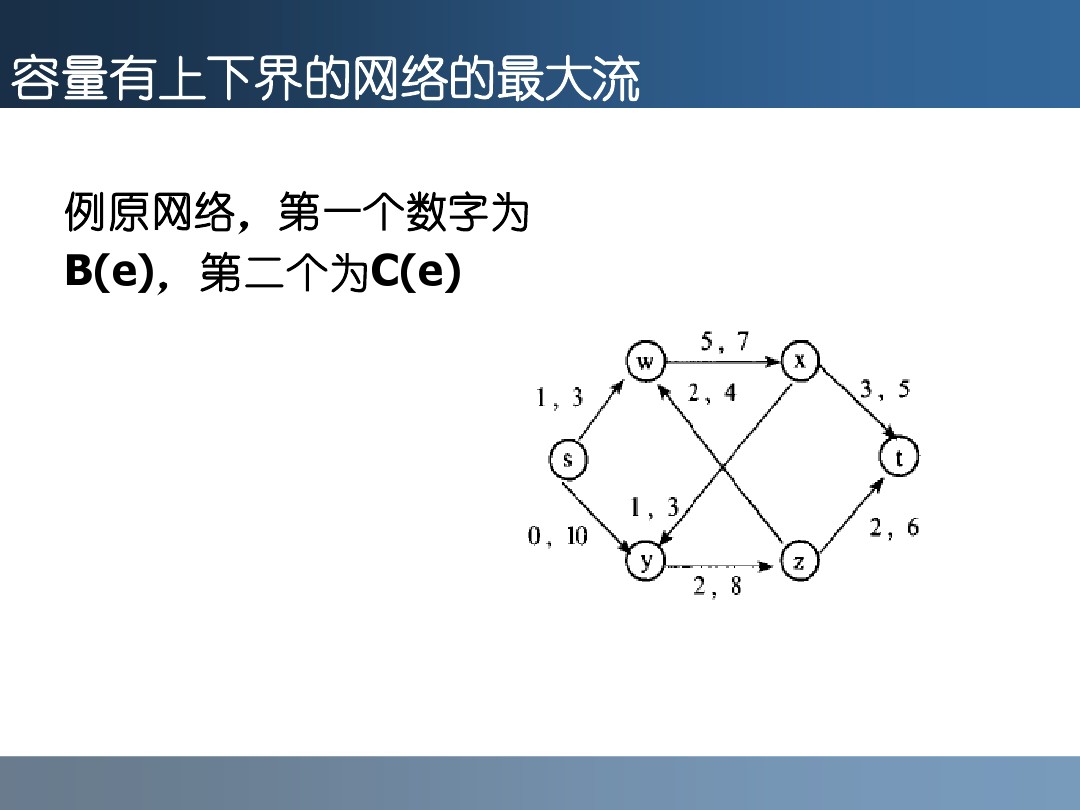 容量有上下界的网络的最大流
例原网络，第一个数字为
B(e)，第二个为C(e)
5，7
w
x
1，3
2，4
3，5
s
t
1，3
0，10
2，6
y
z
2，8